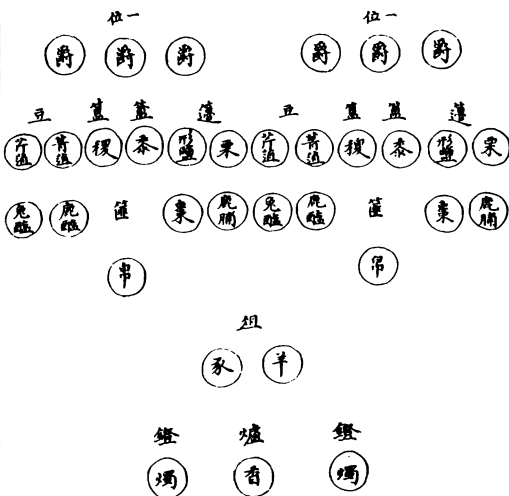 位一 位一
爵 爵 爵 爵 爵 爵
豆 簋 簠 籩 豆 簋 簠 籩
芹菹 菁菹 稷 黍 形鹽 栗 芹菹 菁菹 稷 黍 形鹽 栗
兔醢 鹿醢 篚 棗 鹿脯 兔醢 鹿醢 篚 棗 鹿脯
帛 帛
俎
豕 羊
鐙 爐 鐙
燭 香 燭